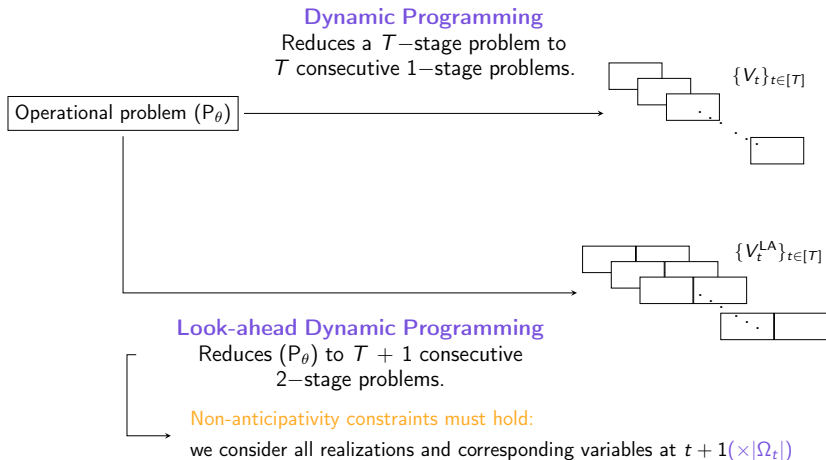 Dynamic Programming
Reduces a T−stage problem to
T consecutive 1−stage problems.
{V_t}_{t∈[T]}
Operational problem (P_θ)
{V_t^{LA}}_{t∈[T]}
Look-ahead Dynamic Programming
Reduces (P_θ) to T + 1 consecutive
2−stage problems.
Non-anticipativity constraints must hold:
we consider all realizations and corresponding variables at t + 1(×|Ω_t|)